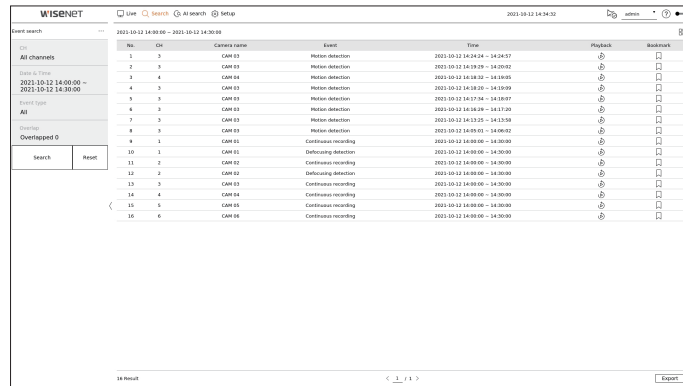 WISENET
Live Search AI search Setup 2021-10-12 14:34:32 admin ?
Event search ...
2021-10-12 14:00:00 ~ 2021-10-12 14:30:00
CH
All channels
Date & Time
2021-10-12 14:00:00 ~
2021-10-12 14:30:00
Event type
All
Overlap
Overlapped 0
Search Reset
No. CH Camera name Event Time Playback Bookmark
1 3 CAM 03 Motion detection 2021-10-12 14:24:24 ~ 14:24:57
2 3 CAM 03 Motion detection 2021-10-12 14:19:29 ~ 14:20:02
3 4 CAM 04 Motion detection 2021-10-12 14:18:32 ~ 14:19:05
4 3 CAM 03 Motion detection 2021-10-12 14:18:20 ~ 14:19:09
5 3 CAM 03 Motion detection 2021-10-12 14:17:34 ~ 14:18:07
6 3 CAM 03 Motion detection 2021-10-12 14:16:29 ~ 14:17:20
7 3 CAM 03 Motion detection 2021-10-12 14:13:25 ~ 14:13:58
8 3 CAM 03 Motion detection 2021-10-12 14:05:01 ~ 14:06:02
9 1 CAM 01 Continuous recording 2021-10-12 14:00:00 ~ 14:30:00
10 1 CAM 01 Defocusing detection 2021-10-12 14:00:00 ~ 14:30:00
11 2 CAM 02 Continuous recording 2021-10-12 14:00:00 ~ 14:30:00
12 2 CAM 02 Defocusing detection 2021-10-12 14:00:00 ~ 14:30:00
13 3 CAM 03 Continuous recording 2021-10-12 14:00:00 ~ 14:30:00
14 4 CAM 04 Continuous recording 2021-10-12 14:00:00 ~ 14:30:00
15 5 CAM 05 Continuous recording 2021-10-12 14:00:00 ~ 14:30:00
16 6 CAM 06 Continuous recording 2021-10-12 14:00:00 ~ 14:30:00
16 Result < 1 / 1 > Export